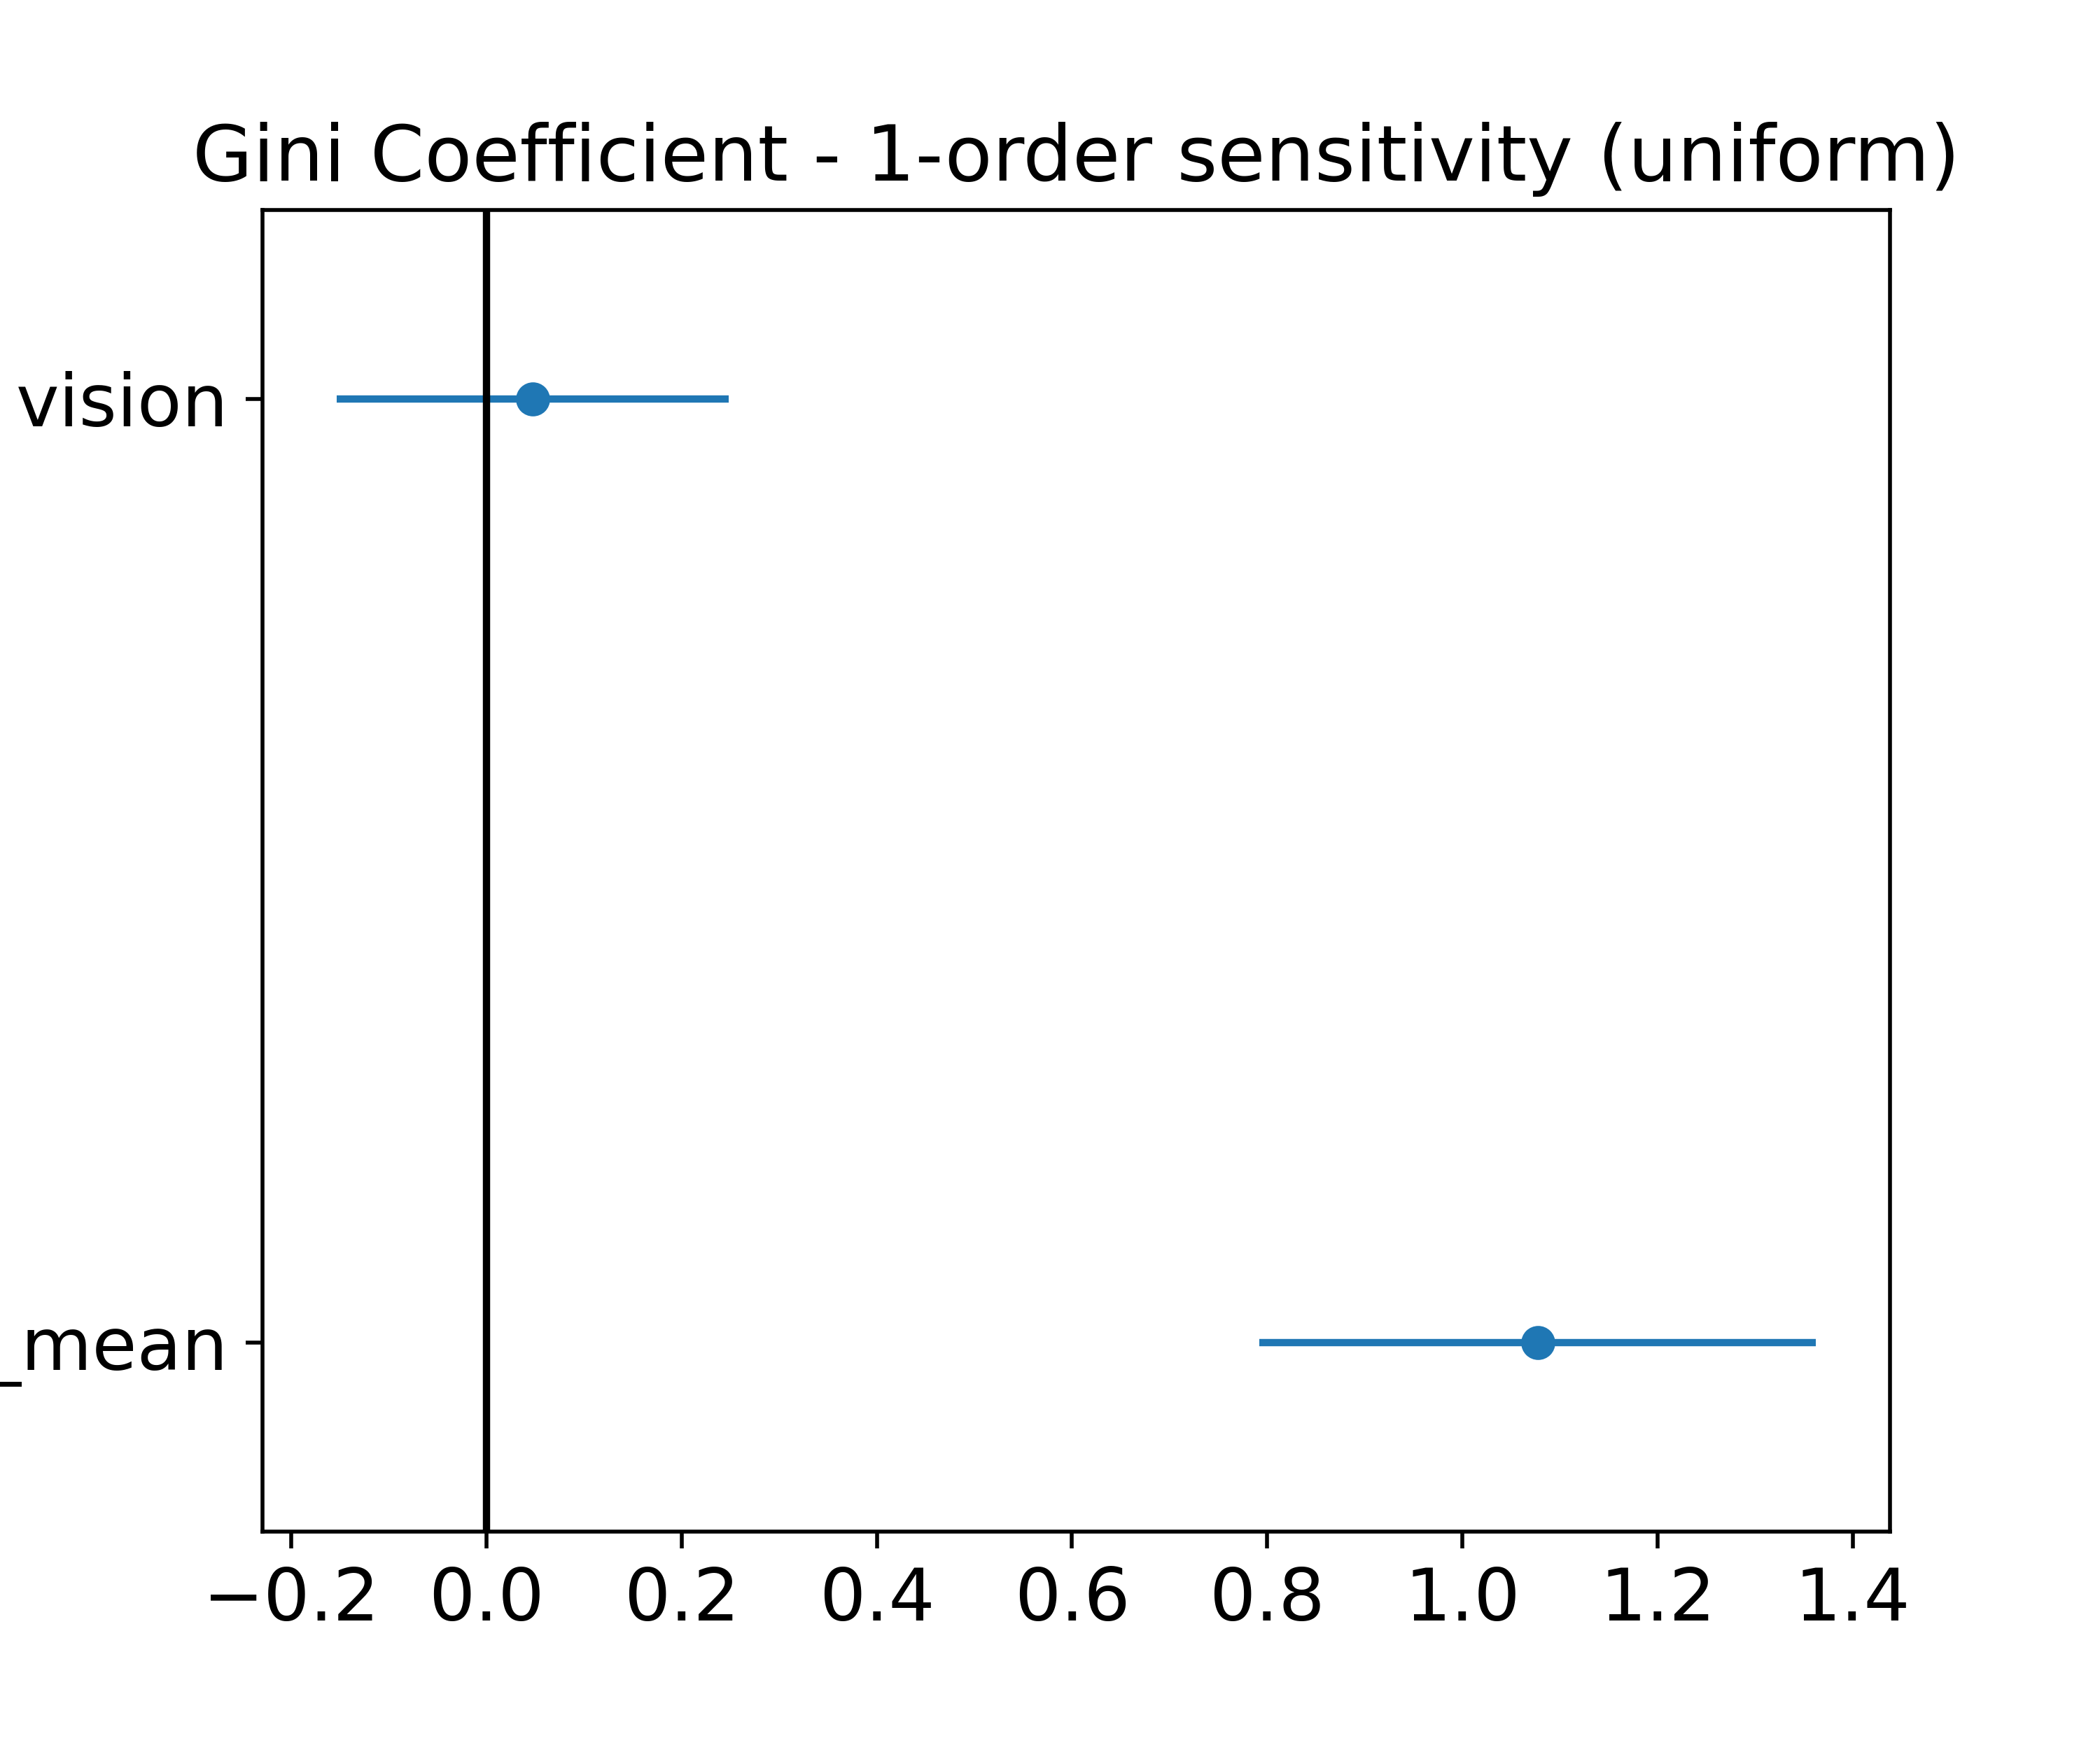 Gini Coefficient - 1-order sensitivity (uniform)
vision
_mean
−0.2 0.0 0.2 0.4 0.6 0.8 1.0 1.2 1.4